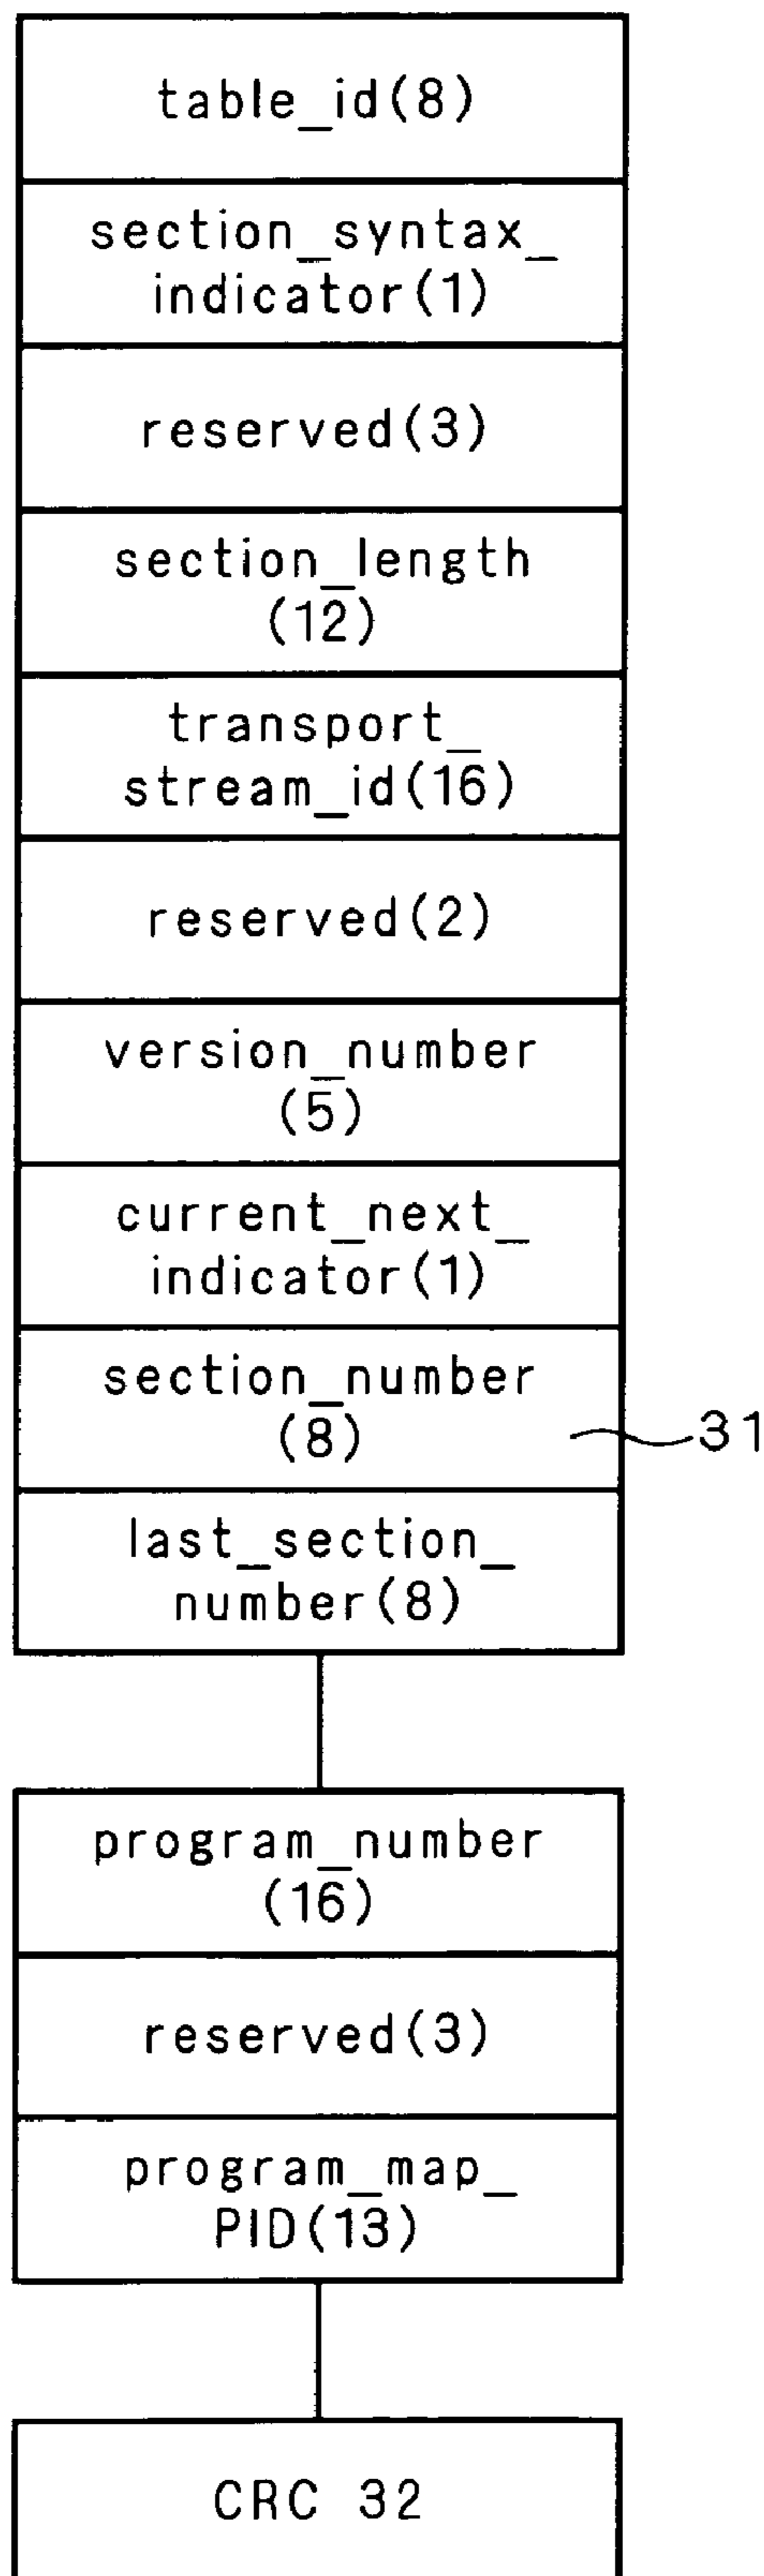 table_id(8)
section_syntax_
indicator(1)
reserved(3)
section_length
(12)
transport_
stream_id(16)
reserved(2)
version_number
(5)
current_next_
indicator(1)
section_number
(8)
31
last_section_
number(8)
program_number
(16)
reserved(3)
program_map_
PID(13)
CRC 32